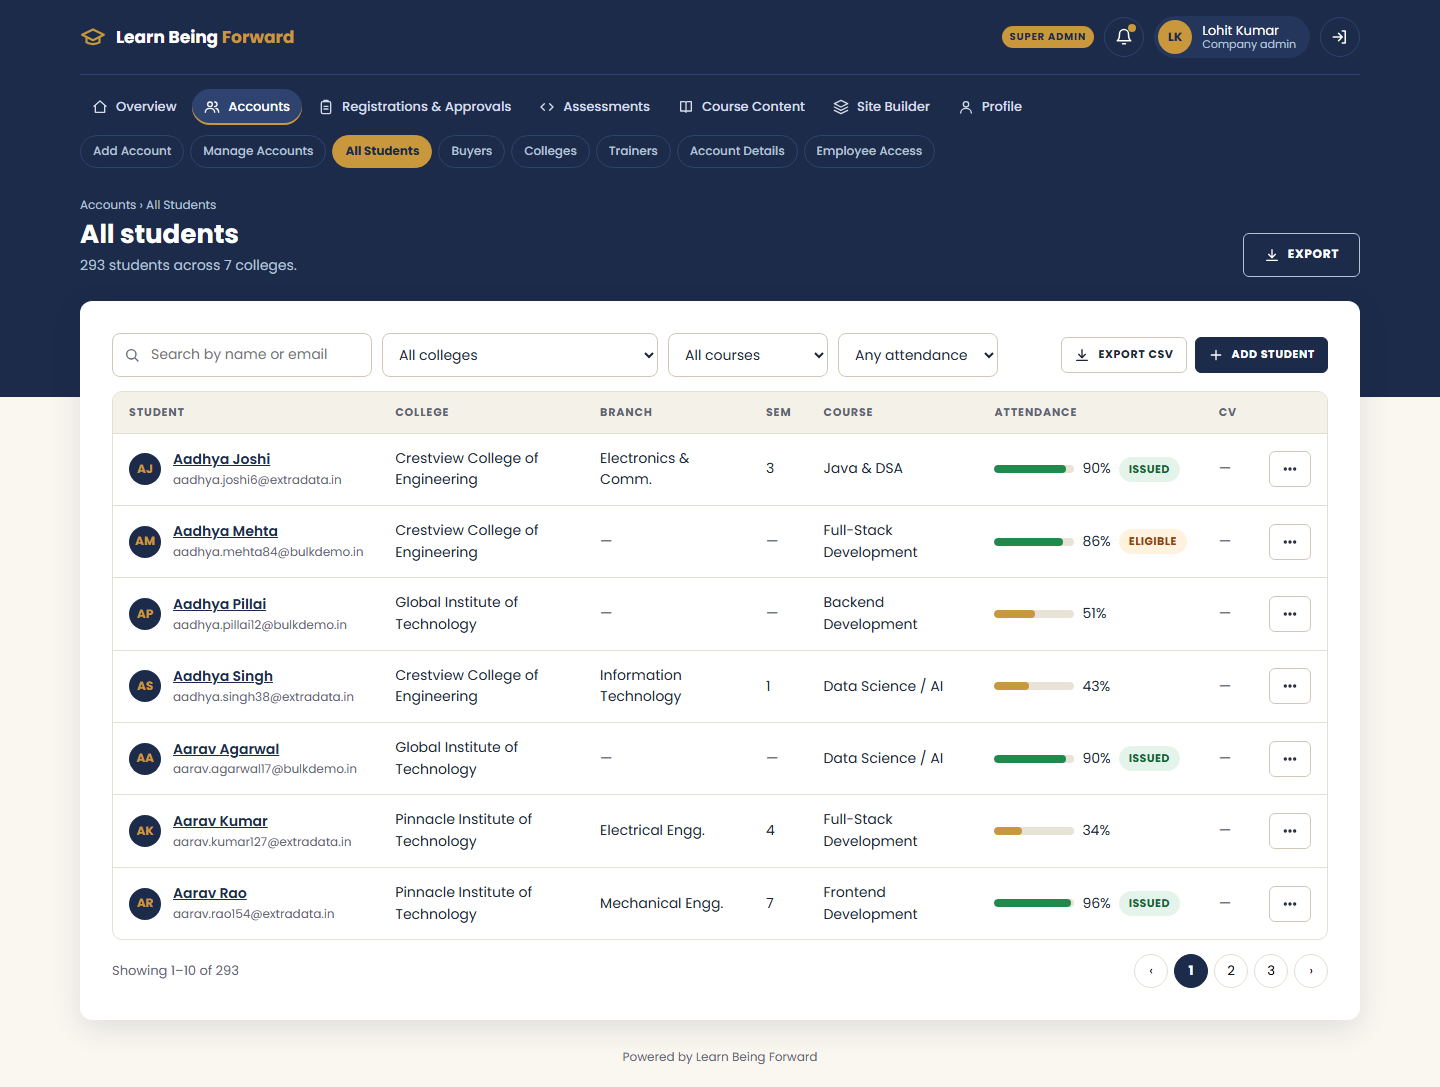 Learn Being Forward
SUPER ADMIN
LK
Lohit Kumar
Company admin
Overview
Accounts
Registrations & Approvals
Assessments
Course Content
Site Builder
Profile
Add Account
Manage Accounts
All Students
Buyers
Colleges
Trainers
Account Details
Employee Access
Accounts › All Students
All students
293 students across 7 colleges.
EXPORT
Search by name or email
All colleges
All courses
Any attendance
EXPORT CSV
ADD STUDENT
STUDENT COLLEGE BRANCH SEM COURSE ATTENDANCE CV
AJ
Aadhya Joshi
aadhya.joshi6@extradata.in
Crestview College of
Engineering
Electronics &
Comm.
3
Java & DSA
90%
ISSUED
—
AM
Aadhya Mehta
aadhya.mehta84@bulkdemo.in
Crestview College of
Engineering
—
—
Full-Stack
Development
86%
ELIGIBLE
—
AP
Aadhya Pillai
aadhya.pillai12@bulkdemo.in
Global Institute of
Technology
—
—
Backend
Development
51%
—
AS
Aadhya Singh
aadhya.singh38@extradata.in
Crestview College of
Engineering
Information
Technology
1
Data Science / AI
43%
—
AA
Aarav Agarwal
aarav.agarwal17@bulkdemo.in
Global Institute of
Technology
—
—
Data Science / AI
90%
ISSUED
—
AK
Aarav Kumar
aarav.kumar127@extradata.in
Pinnacle Institute of
Technology
Electrical Engg.
4
Full-Stack
Development
34%
—
AR
Aarav Rao
aarav.rao154@extradata.in
Pinnacle Institute of
Technology
Mechanical Engg.
7
Frontend
Development
96%
ISSUED
—
Showing 1–10 of 293
‹ 1 2 3 ›
Powered by Learn Being Forward